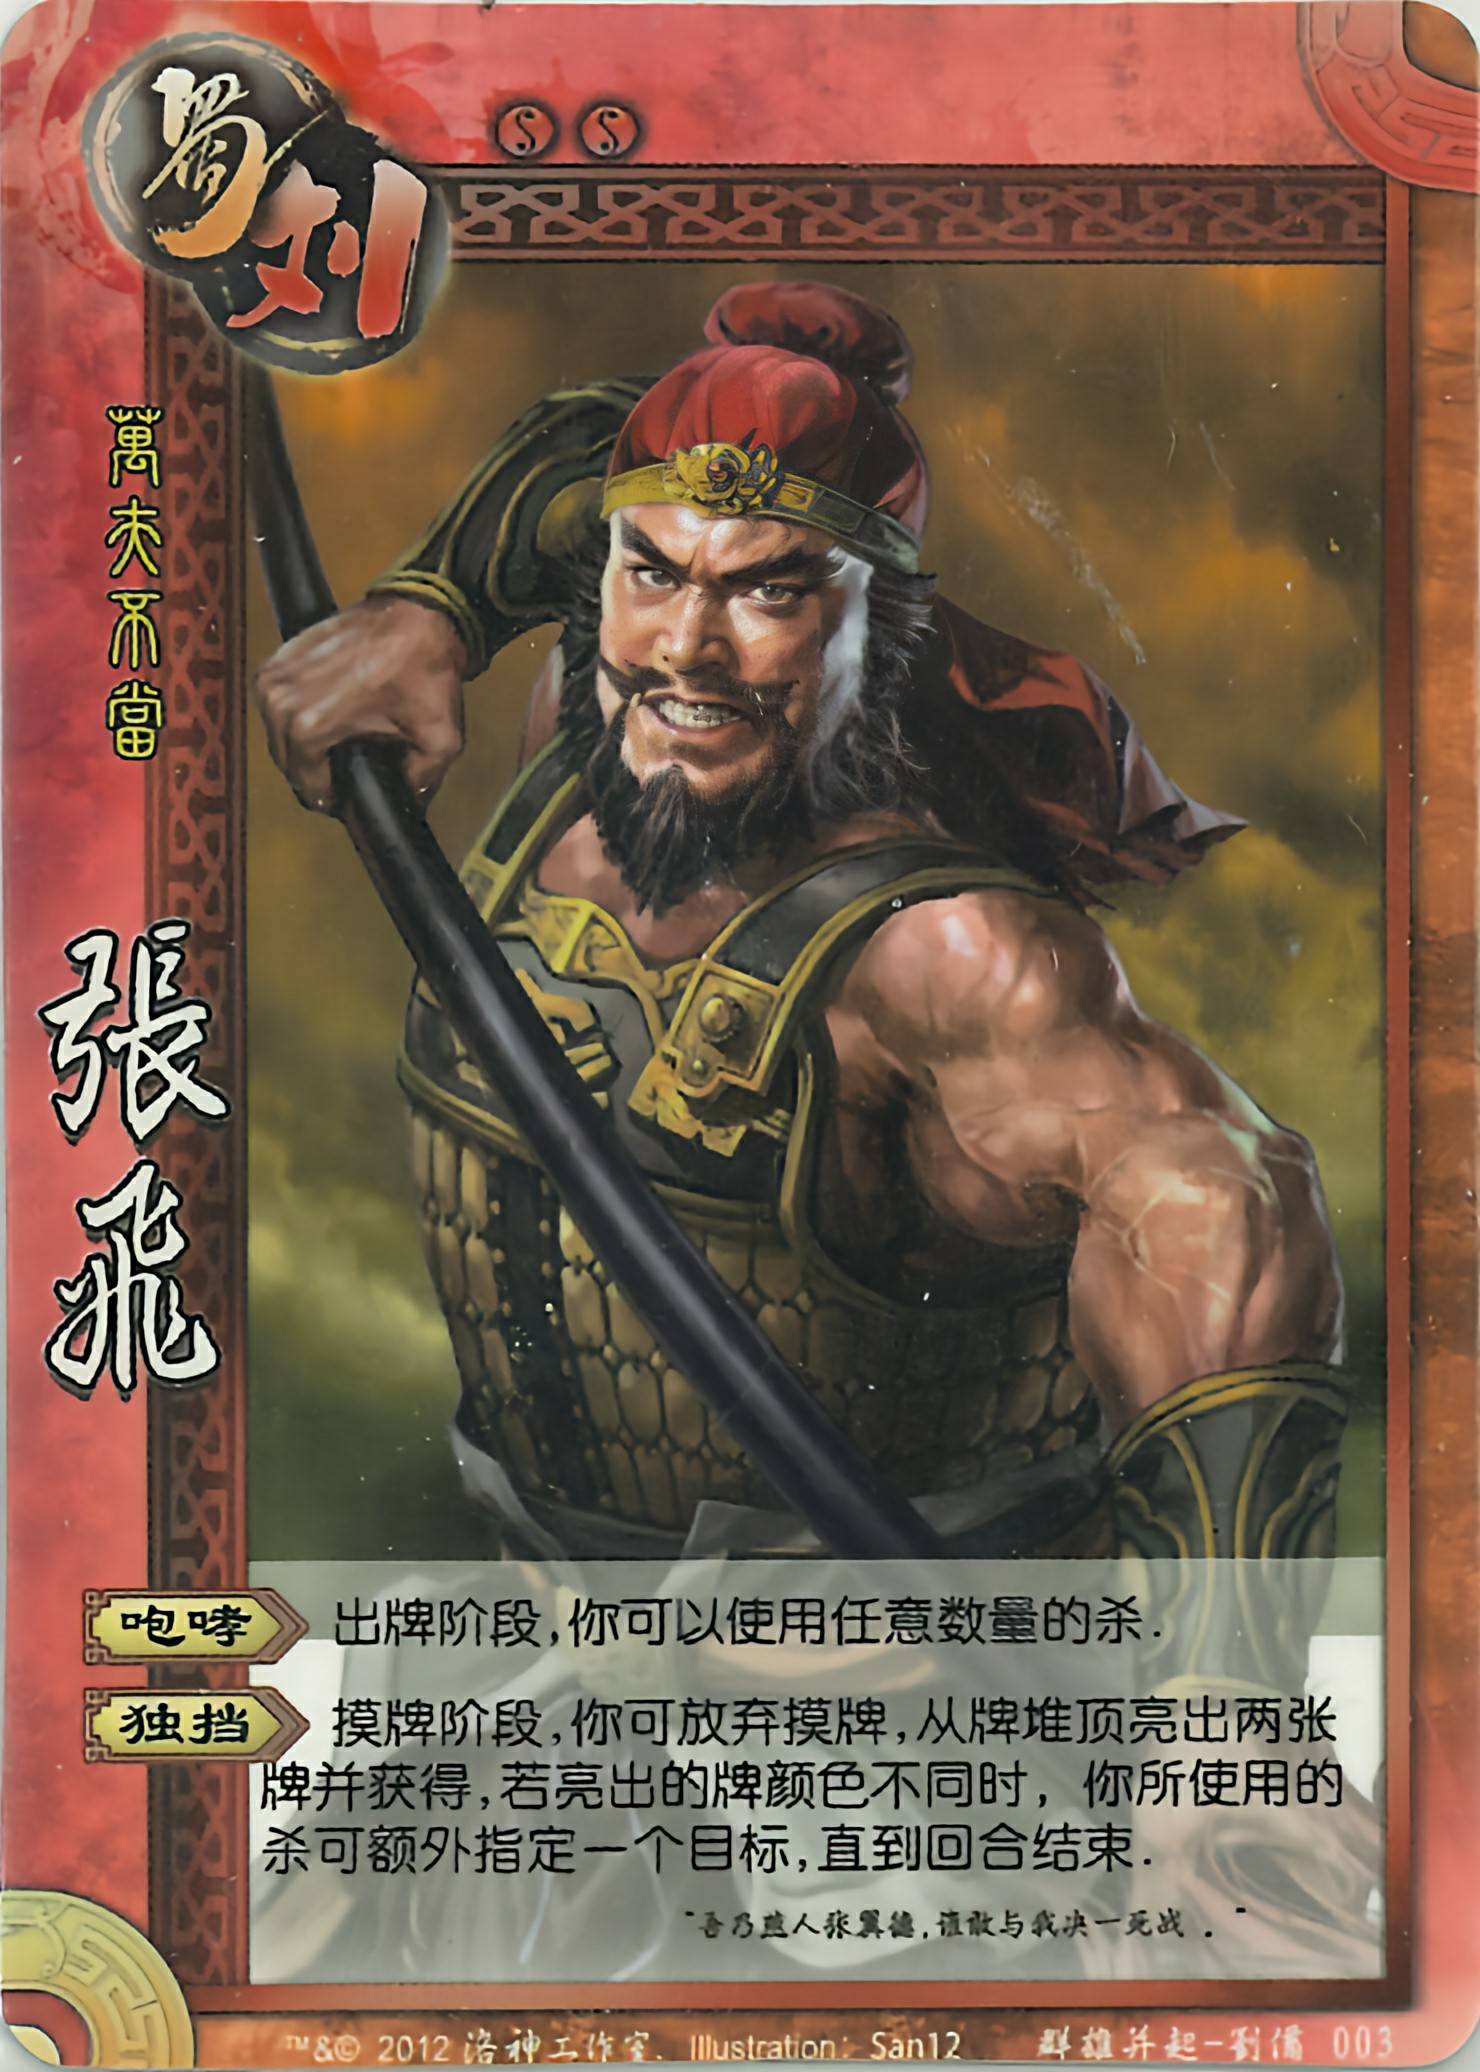 蜀
刘
萬夫不當
張飛
咆哮
出牌阶段,你可以使用任意数量的杀.
独挡
摸牌阶段,你可放弃摸牌,从牌堆顶亮出两张
牌并获得,若亮出的牌颜色不同时，你所使用的
杀可额外指定一个目标,直到回合结束.
"吾乃燕人张翼德,谁敢与我决一死战."
™&© 2012 洛神工作室. Illustration: San12
群雄并起-劉備 003